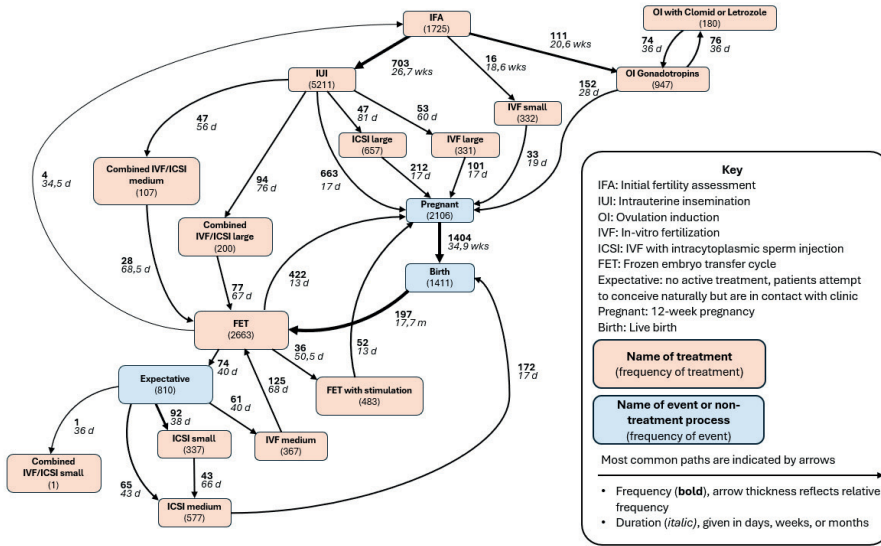 IFA
(1725)
OI with Clomid or Letrozole
(180)
111
20,6 wks
74
36 d
76
36 d
703
26,7 wks
16
18,6 wks
IUI
(5211)
OI Gonadotropins
(947)
152
28 d
47
56 d
47
81 d
53
60 d
IVF small
(332)
ICSI large
(657)
IVF large
(331)
4
34,5 d
Combined IVF/ICSI
medium
(107)
94
76 d
663
17 d
212
17 d
101
17 d
33
19 d
Pregnant
(2106)
Combined
IVF/ICSI large
(200)
1404
34,9 wks
28
68,5 d
77
67 d
422
13 d
Birth
(1411)
197
17,7 m
FET
(2663)
36
50,5 d
52
13 d
74
40 d
125
68 d
172
17 d
Expectative
(810)
FET with stimulation
(483)
61
40 d
1
36 d
92
38 d
ICSI small
(337)
IVF medium
(367)
Combined
IVF/ICSI small
(1)
65
43 d
43
66 d
ICSI medium
(577)
Key
IFA: Initial fertility assessment
IUI: Intrauterine insemination
OI: Ovulation induction
IVF: In-vitro fertilization
ICSI: IVF with intracytoplasmic sperm injection
FET: Frozen embryo transfer cycle
Expectative: no active treatment, patients attempt
to conceive naturally but are in contact with clinic
Pregnant: 12-week pregnancy
Birth: Live birth
Name of treatment
(frequency of treatment)
Name of event or non-
treatment process
(frequency of event)
Most common paths are indicated by arrows
• Frequency (bold), arrow thickness reflects relative
frequency
• Duration (italic), given in days, weeks, or months